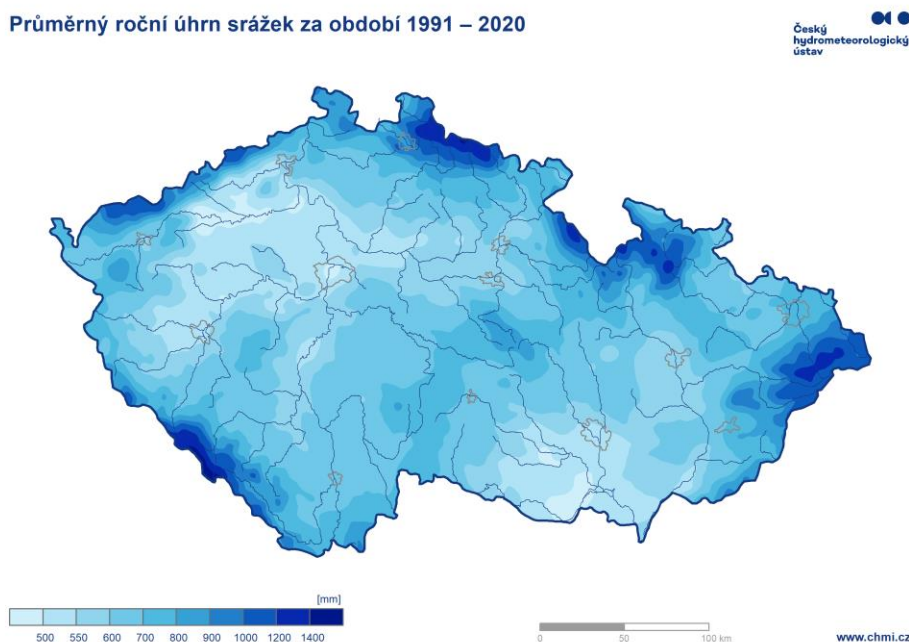 Průměrný roční úhrn srážek za období 1991 – 2020
Český
hydrometeorologický
ústav
[mm]
500 550 600 700 800 900 1000 1200 1400
0 50 100 km
www.chmi.cz